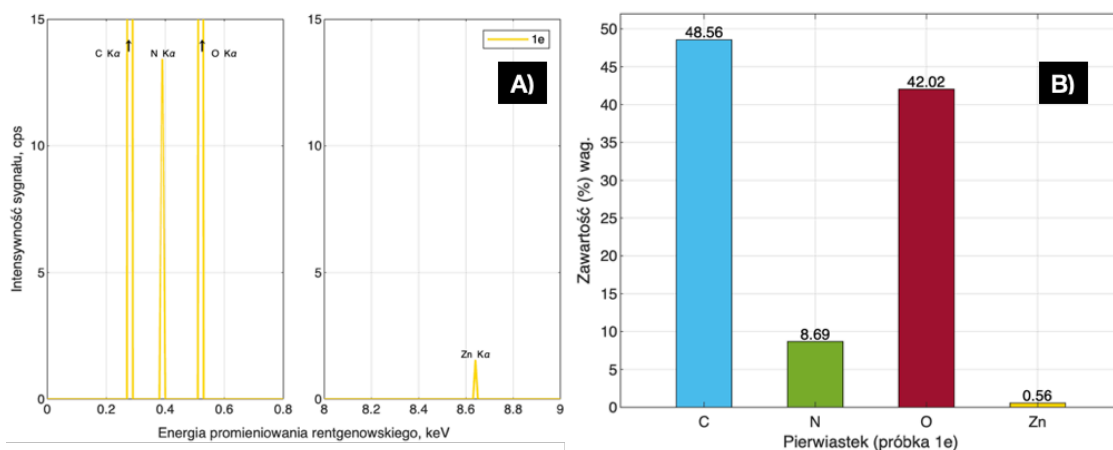 15
10
5
0
Intensywność sygnału, cps
C Kα
↑
N Kα
↑
O Kα
0
0.2
0.4
0.6
0.8
15
10
5
0
1e
A)
Zn Kα
8
8.2
8.4
8.6
8.8
9
Energia promieniowania rentgenowskiego, keV
B)
50
45
40
35
30
25
20
15
10
5
0
Zawartość (%) wag.
48.56
8.69
42.02
0.56
C
N
O
Zn
Pierwiastek (próbka 1e)